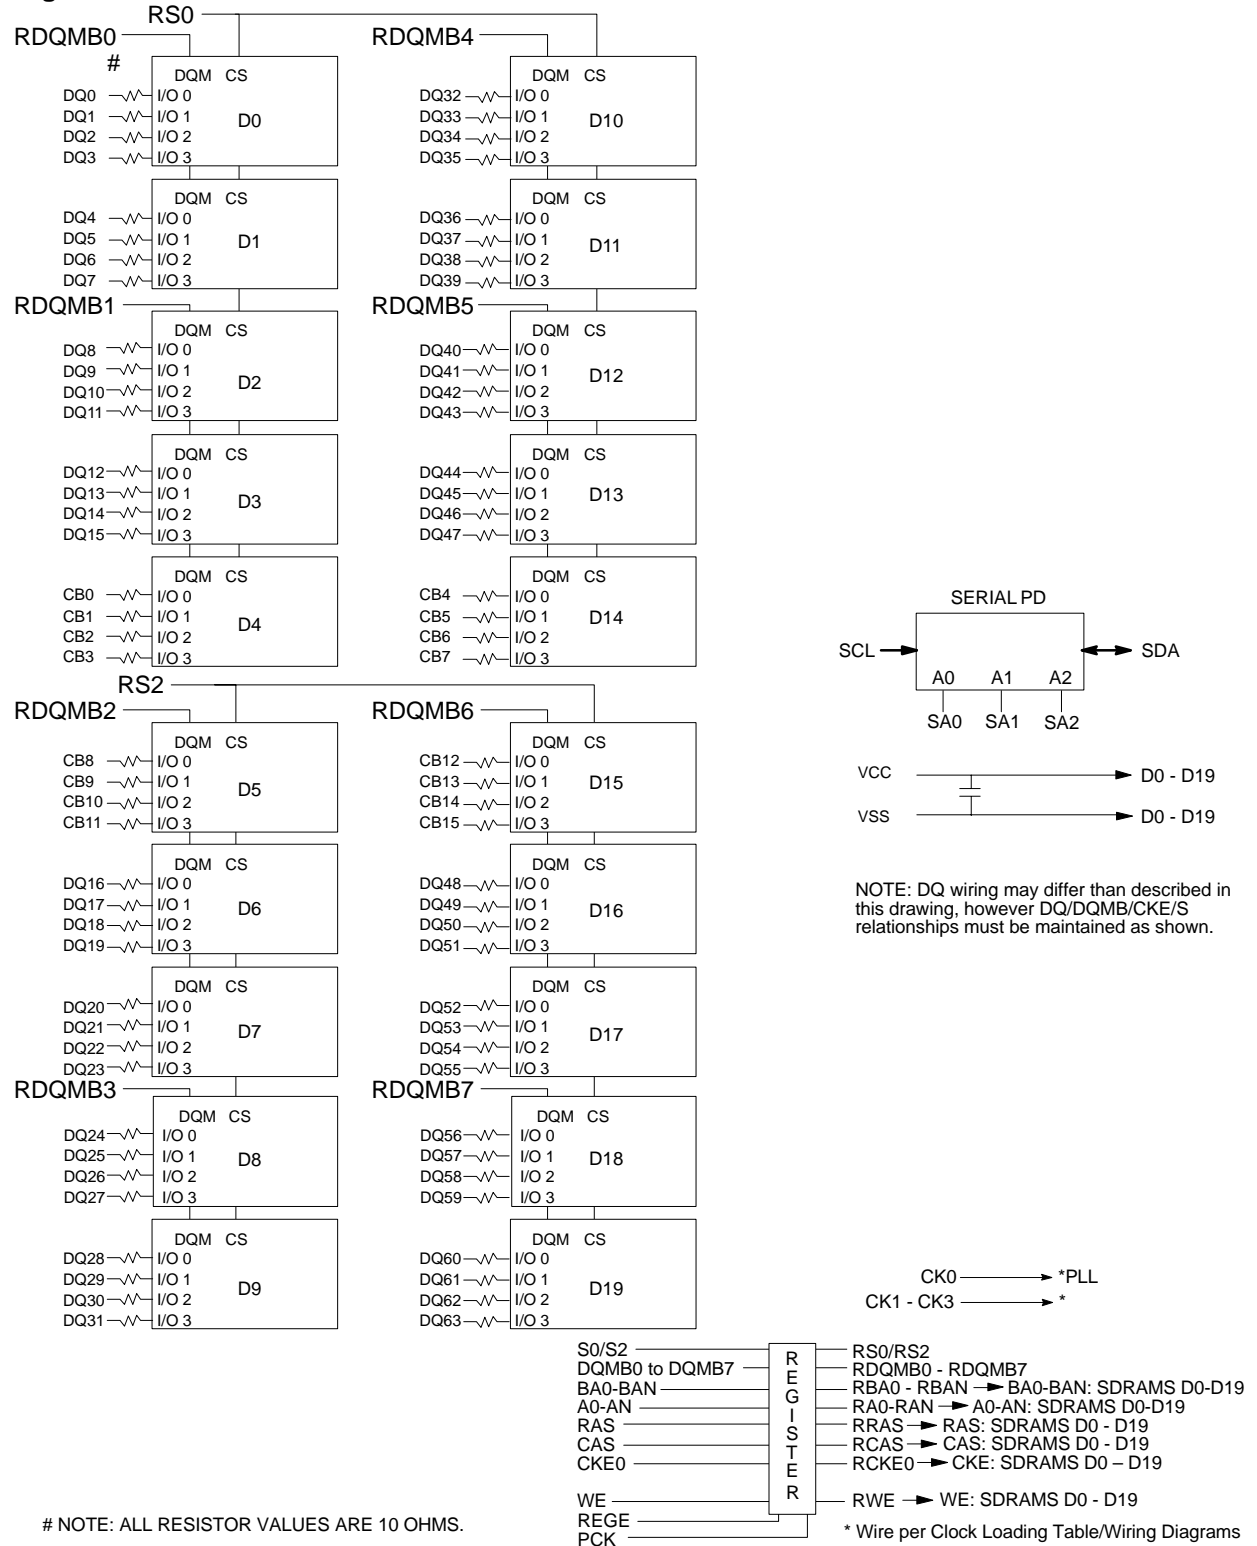 RS0
RDQMB0
#
DQM CS
DQ0 I/O 0
DQ1 I/O 1
DQ2 I/O 2
DQ3 I/O 3
D0
DQM CS
DQ4 I/O 0
DQ5 I/O 1
DQ6 I/O 2
DQ7 I/O 3
D1
RDQMB1
DQM CS
DQ8 I/O 0
DQ9 I/O 1
DQ10 I/O 2
DQ11 I/O 3
D2
DQM CS
DQ12 I/O 0
DQ13 I/O 1
DQ14 I/O 2
DQ15 I/O 3
D3
DQM CS
CB0 I/O 0
CB1 I/O 1
CB2 I/O 2
CB3 I/O 3
D4
RDQMB4
DQM CS
DQ32 I/O 0
DQ33 I/O 1
DQ34 I/O 2
DQ35 I/O 3
D10
DQM CS
DQ36 I/O 0
DQ37 I/O 1
DQ38 I/O 2
DQ39 I/O 3
D11
RDQMB5
DQM CS
DQ40 I/O 0
DQ41 I/O 1
DQ42 I/O 2
DQ43 I/O 3
D12
DQM CS
DQ44 I/O 0
DQ45 I/O 1
DQ46 I/O 2
DQ47 I/O 3
D13
DQM CS
CB4 I/O 0
CB5 I/O 1
CB6 I/O 2
CB7 I/O 3
D14
RS2
RDQMB2
DQM CS
CB8 I/O 0
CB9 I/O 1
CB10 I/O 2
CB11 I/O 3
D5
DQM CS
DQ16 I/O 0
DQ17 I/O 1
DQ18 I/O 2
DQ19 I/O 3
D6
DQM CS
DQ20 I/O 0
DQ21 I/O 1
DQ22 I/O 2
DQ23 I/O 3
D7
RDQMB3
DQM CS
DQ24 I/O 0
DQ25 I/O 1
DQ26 I/O 2
DQ27 I/O 3
D8
DQM CS
DQ28 I/O 0
DQ29 I/O 1
DQ30 I/O 2
DQ31 I/O 3
D9
RDQMB6
DQM CS
CB12 I/O 0
CB13 I/O 1
CB14 I/O 2
CB15 I/O 3
D15
DQM CS
DQ48 I/O 0
DQ49 I/O 1
DQ50 I/O 2
DQ51 I/O 3
D16
DQM CS
DQ52 I/O 0
DQ53 I/O 1
DQ54 I/O 2
DQ55 I/O 3
D17
RDQMB7
DQM CS
DQ56 I/O 0
DQ57 I/O 1
DQ58 I/O 2
DQ59 I/O 3
D18
DQM CS
DQ60 I/O 0
DQ61 I/O 1
DQ62 I/O 2
DQ63 I/O 3
D19
SERIAL PD
SCL SDA
A0 A1 A2
SA0 SA1 SA2
VCC D0 - D19
VSS D0 - D19
NOTE: DQ wiring may differ than described in
this drawing, however DQ/DQMB/CKE/S
relationships must be maintained as shown.
CK0 *PLL
CK1 - CK3 *
S0/S2 RS0/RS2
DQMB0 to DQMB7 RDQMB0 - RDQMB7
BA0-BAN RBA0 - RBAN BA0-BAN: SDRAMS D0-D19
A0-AN RA0-RAN A0-AN: SDRAMS D0-D19
RAS RRAS RAS: SDRAMS D0 - D19
CAS RCAS CAS: SDRAMS D0 - D19
CKE0 RCKE0 CKE: SDRAMS D0 – D19
WE RWE WE: SDRAMS D0 - D19
REGE
PCK
REGISTER
# NOTE: ALL RESISTOR VALUES ARE 10 OHMS.
* Wire per Clock Loading Table/Wiring Diagrams